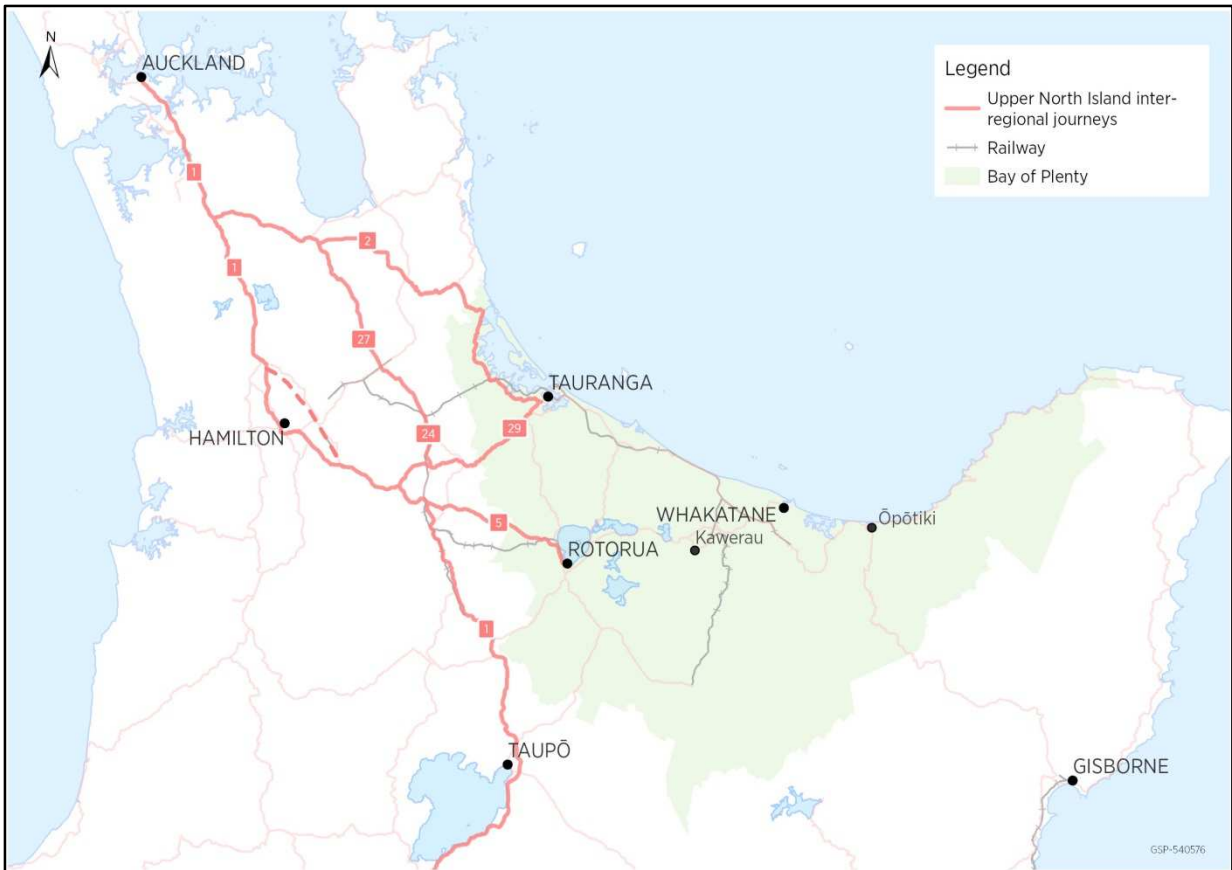 N
AUCKLAND
Legend
Upper North Island inter-
regional journeys
Railway
Bay of Plenty
1
2
1
27
TAURANGA
HAMILTON
24
29
WHAKATANE
Ōpōtiki
5
Kawerau
ROTORUA
1
TAUPŌ
GISBORNE
GSP-540576